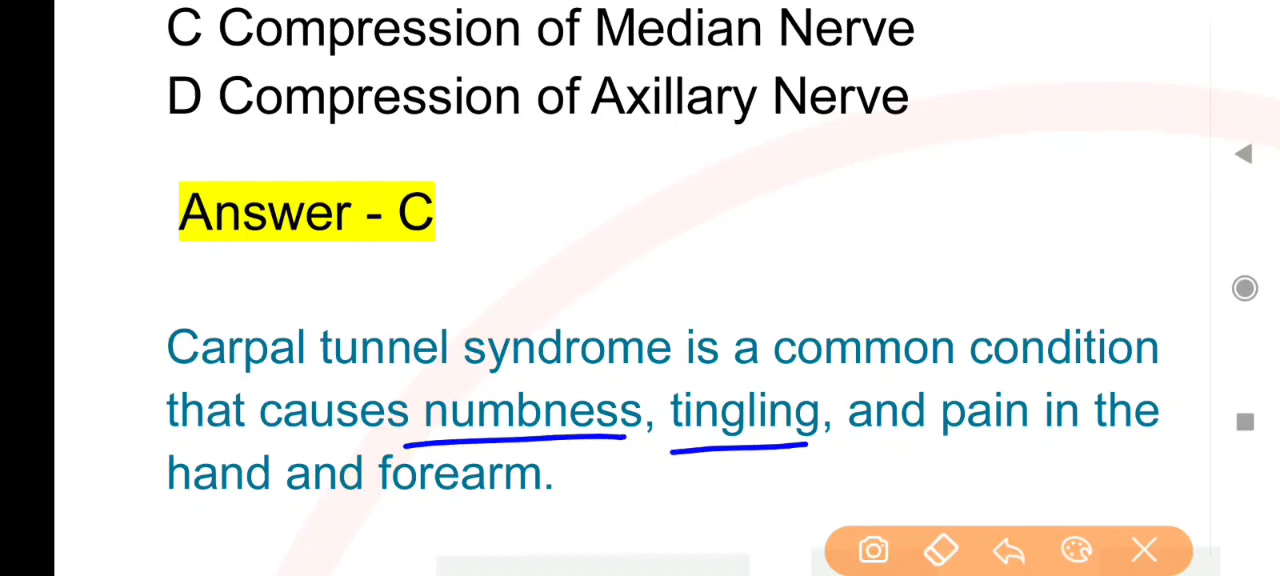 C Compression of Median Nerve
D Compression of Axillary Nerve
Answer - C
Carpal tunnel syndrome is a common condition
that causes numbness, tingling, and pain in the
hand and forearm.